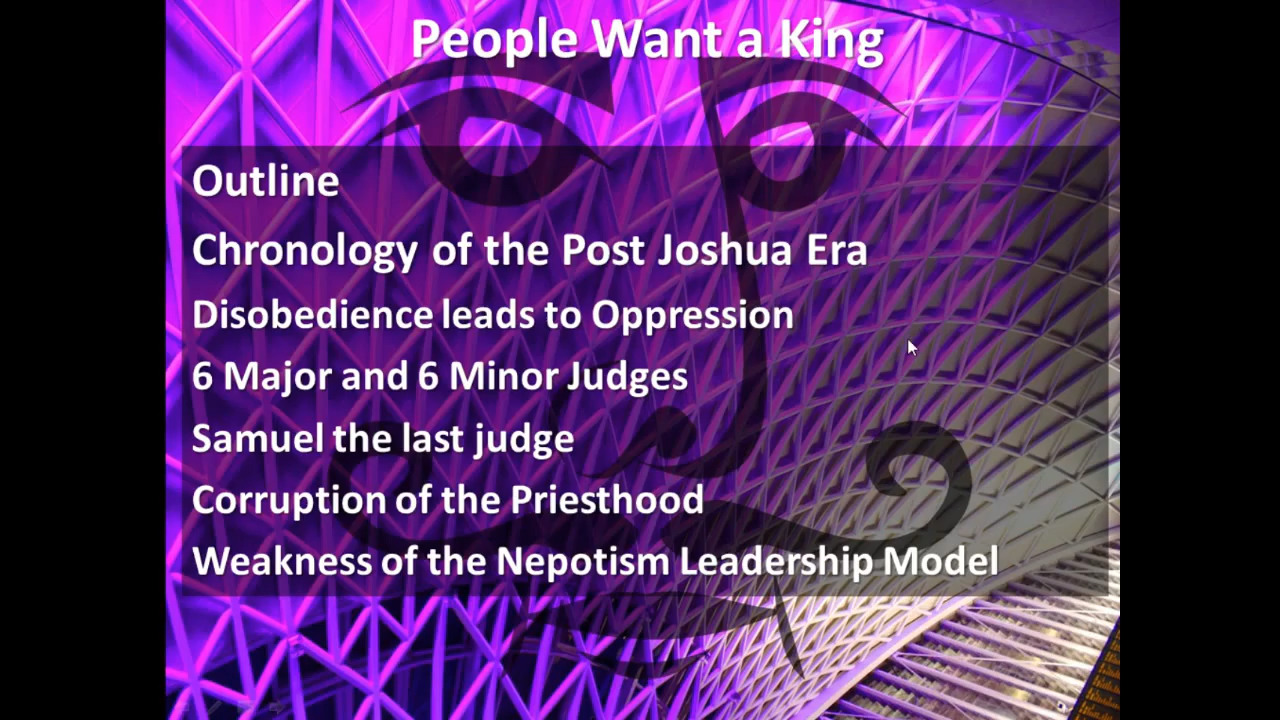 People Want a King
Outline
Chronology of the Post Joshua Era
Disobedience leads to Oppression
6 Major and 6 Minor Judges
Samuel the last judge
Corruption of the Priesthood
Weakness of the Nepotism Leadership Model